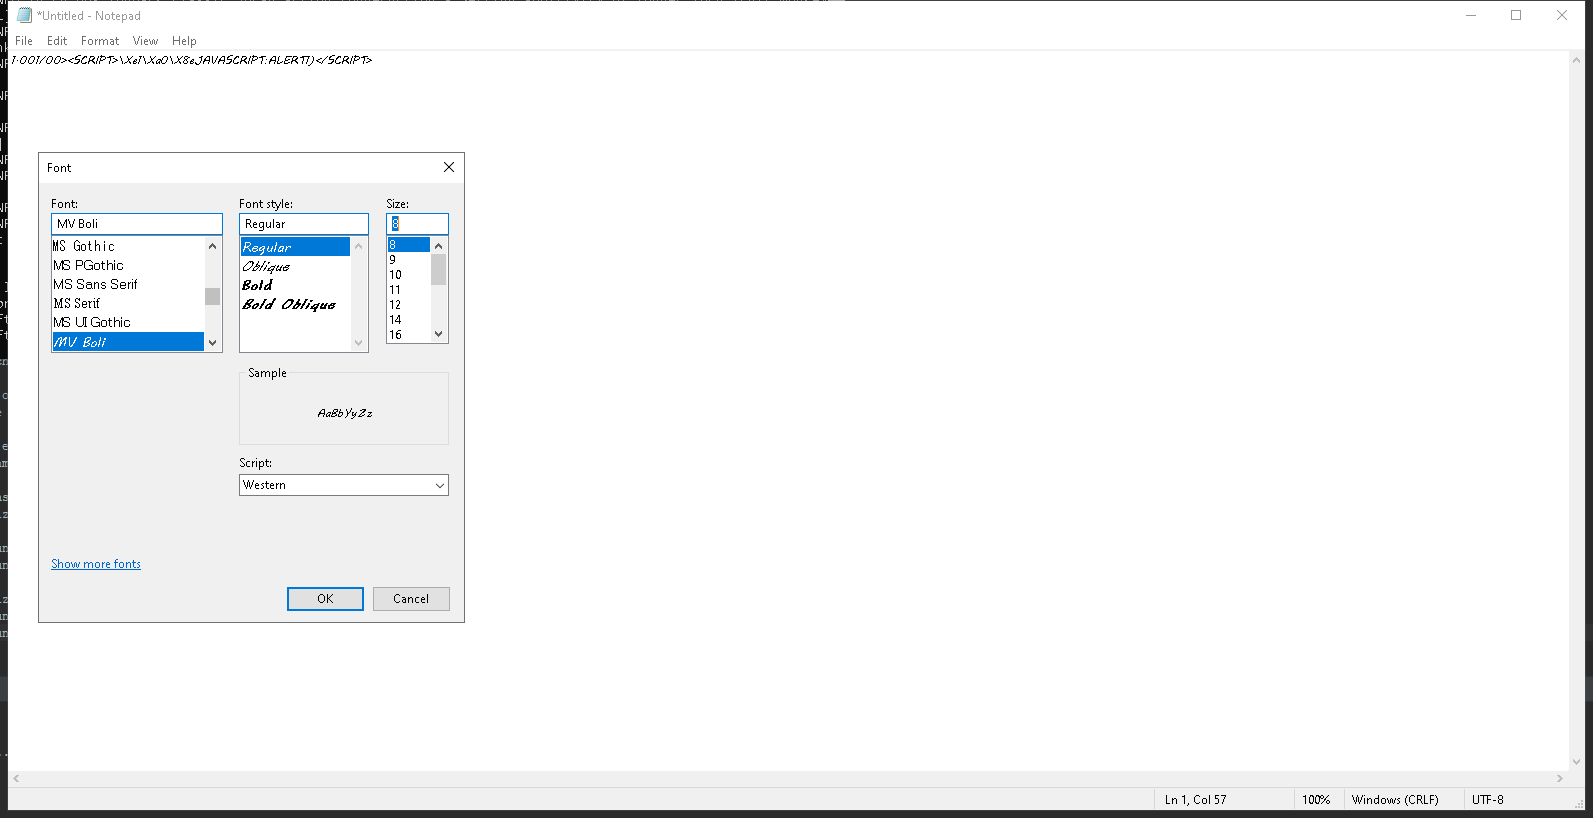 *Untitled - Notepad
File Edit Format View Help
1.001/00><SCRIPT>\Xe1\Xa0\X8eJAVASCRIPT:ALERT1)</SCRIPT>
Font
Font:
MV Boli
MS Gothic
MS PGothic
MS Sans Serif
MS Serif
MS UI Gothic
MV Boli
Font style:
Regular
Regular
Oblique
Bold
Bold Oblique
Size:
8
8
9
10
11
12
14
16
Sample
AaBbYyZz
Script:
Western
Show more fonts
OK Cancel
Ln 1, Col 57 100% Windows (CRLF) UTF-8